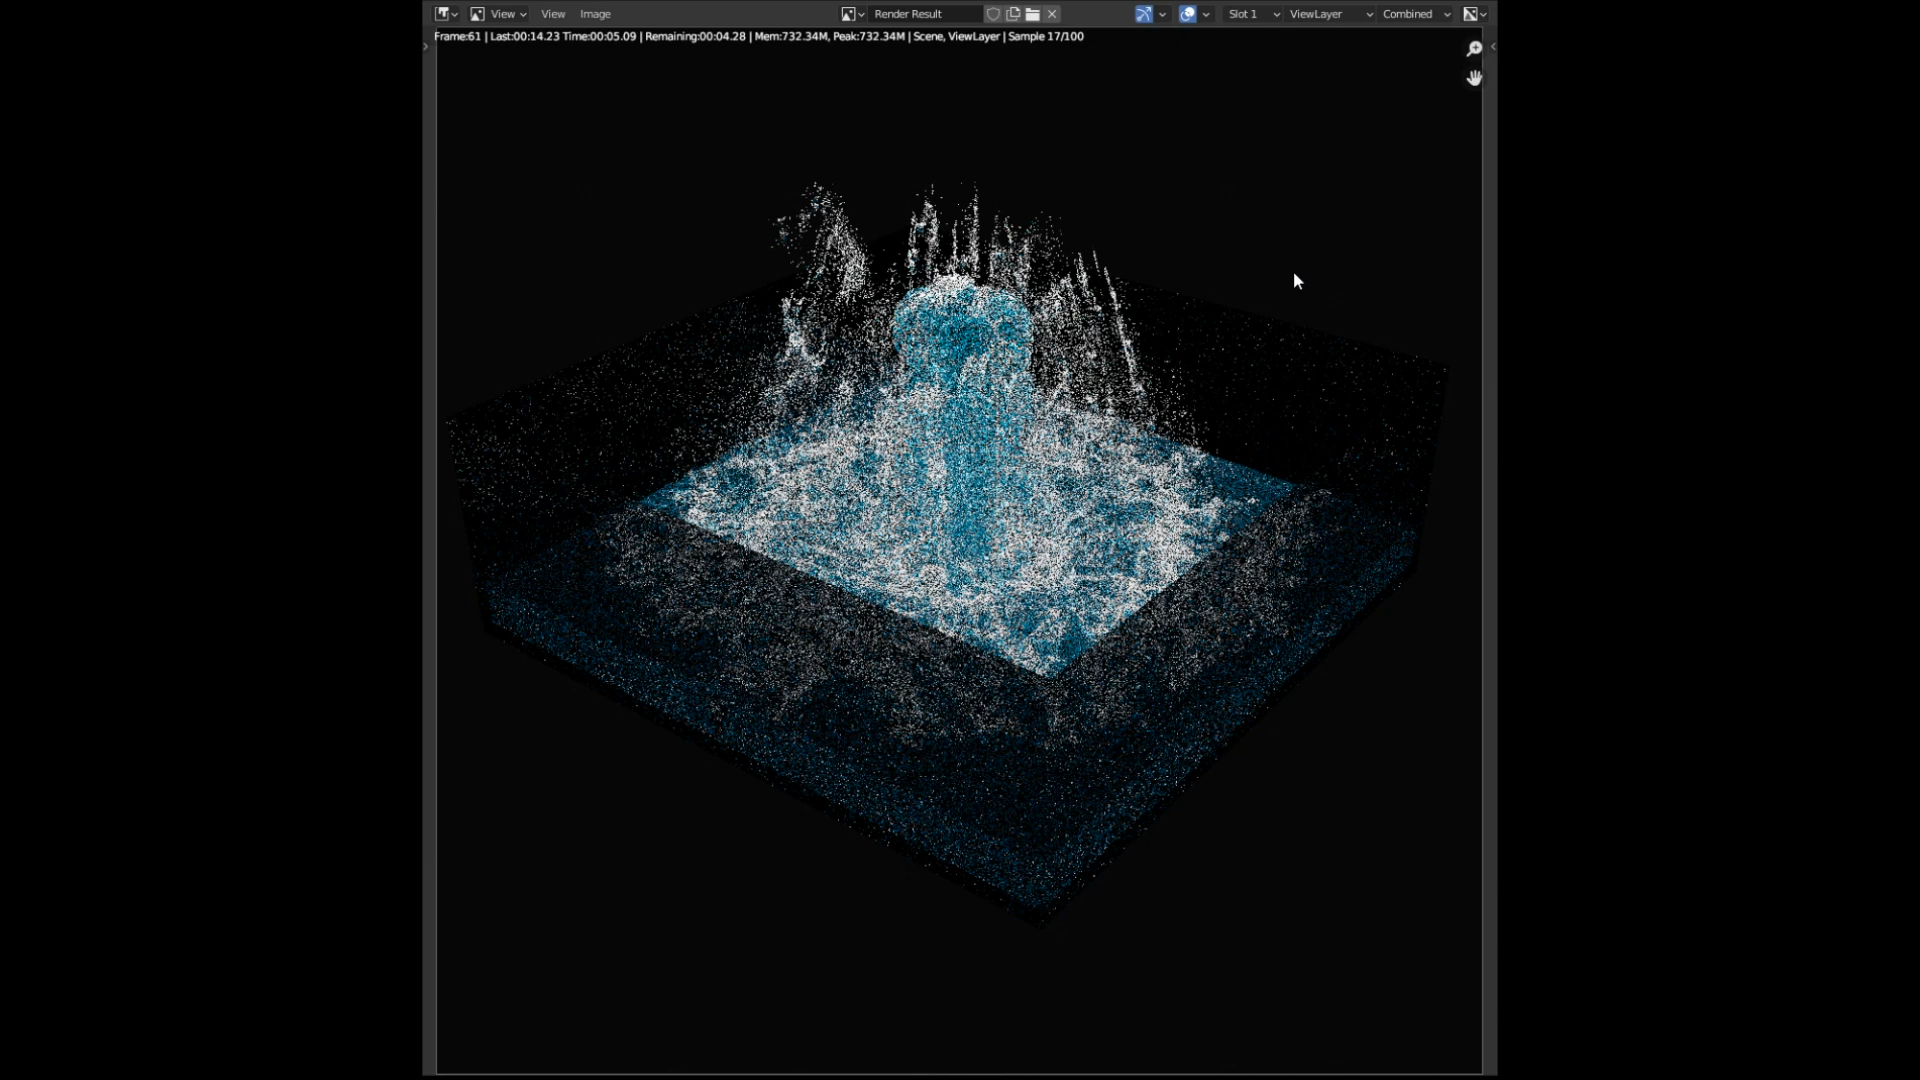 View View Image Render Result Slot 1 ViewLayer Combined
Frame:61 | Last:00:14.23 Time:00:05.09 | Remaining:00:04.28 | Mem:732.34M, Peak:732.34M | Scene, ViewLayer | Sample 17/100